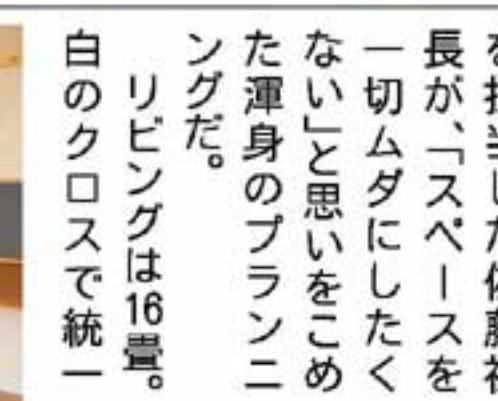 長が、「スペースを
一切ムダにしたく
ない」と思いをこめ
た渾身のプランニ
ングだ。
リビングは16畳。
白のクロスで統一